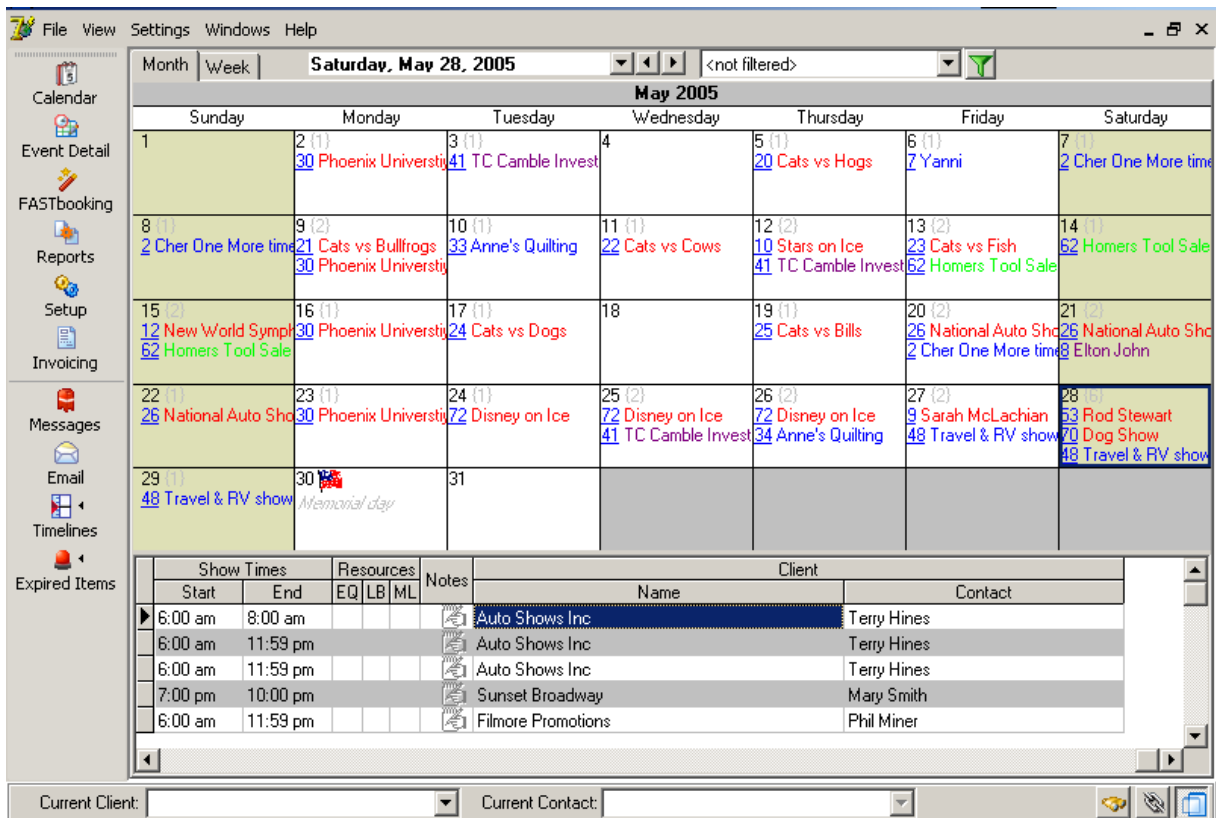 File View Settings Windows Help
Month Week Saturday, May 28, 2005 <not filtered>
Calendar
Event Detail
FASTbooking
Reports
Setup
Invoicing
Messages
Email
Timelines
Expired Items
May 2005
Sunday Monday Tuesday Wednesday Thursday Friday Saturday
1 2 {1} 3 {1} 4 5 {1} 6 {1} 7 {1}
30 Phoenix Universtiy 41 TC Camble Invest 20 Cats vs Hogs 7 Yanni 2 Cher One More time
8 {1} 9 {2} 10 {1} 11 {1} 12 {2} 13 {2} 14 {1}
2 Cher One More time 21 Cats vs Bullfrogs 33 Anne's Quilting 22 Cats vs Cows 10 Stars on Ice 23 Cats vs Fish 62 Homers Tool Sale
30 Phoenix Universtiy 41 TC Camble Invest 62 Homers Tool Sale
15 {2} 16 {1} 17 {1} 18 19 {1} 20 {2} 21 {2}
12 New World Symph 30 Phoenix Universtiy 24 Cats vs Dogs 25 Cats vs Bills 26 National Auto Sho 26 National Auto Sho
62 Homers Tool Sale 2 Cher One More time 8 Elton John
22 {1} 23 {1} 24 {1} 25 {2} 26 {2} 27 {2} 28 {6}
26 National Auto Sho 30 Phoenix Universtiy 72 Disney on Ice 72 Disney on Ice 72 Disney on Ice 9 Sarah McLachian 53 Rod Stewart
41 TC Camble Invest 34 Anne's Quilting 48 Travel & RV show 70 Dog Show
48 Travel & RV show
29 {1} 30 31
48 Travel & RV show Memorial day
Show Times Resources Notes Client
Start End EQ LB ML Name Contact
6:00 am 8:00 am Auto Shows Inc Terry Hines
6:00 am 11:59 pm Auto Shows Inc Terry Hines
6:00 am 11:59 pm Auto Shows Inc Terry Hines
7:00 pm 10:00 pm Sunset Broadway Mary Smith
6:00 am 11:59 pm Filmore Promotions Phil Miner
Current Client: Current Contact: